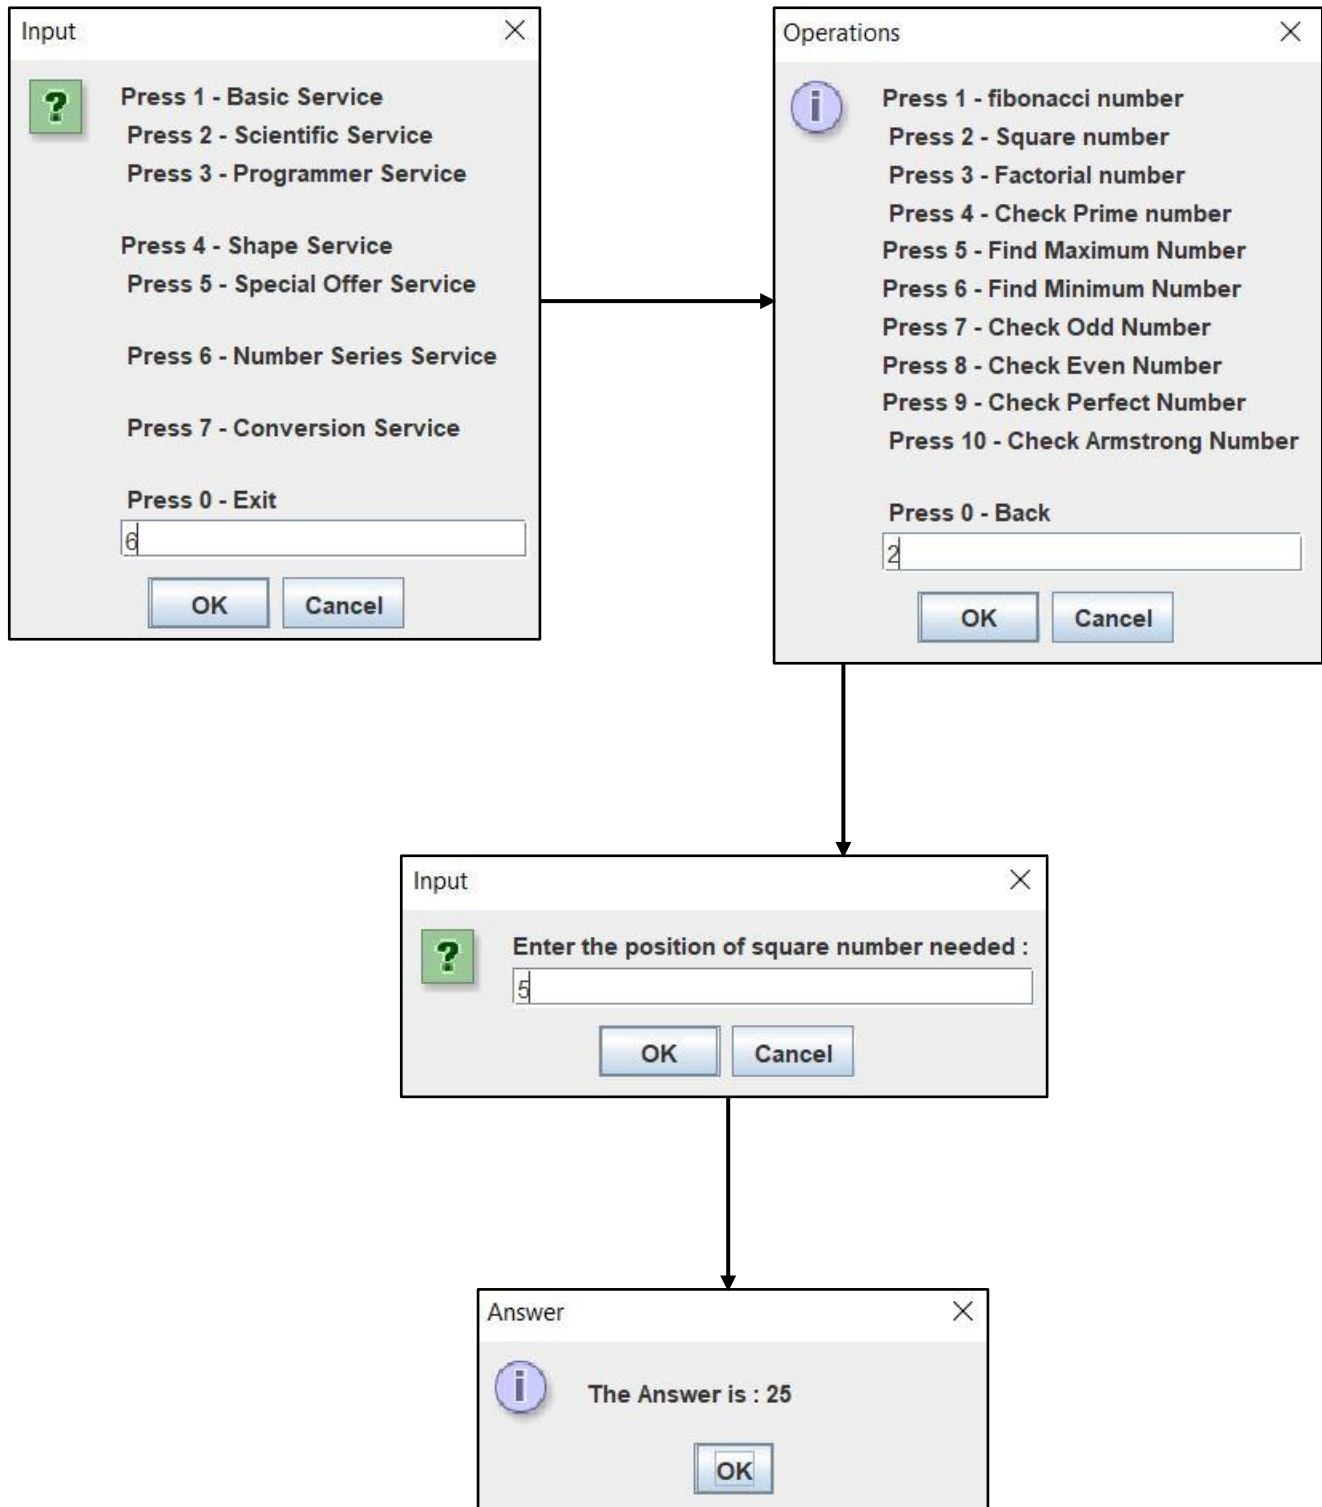 Input
Press 1 - Basic Service
Press 2 - Scientific Service
Press 3 - Programmer Service
Press 4 - Shape Service
Press 5 - Special Offer Service
Press 6 - Number Series Service
Press 7 - Conversion Service
Press 0 - Exit
6
OK Cancel
Operations
Press 1 - fibonacci number
Press 2 - Square number
Press 3 - Factorial number
Press 4 - Check Prime number
Press 5 - Find Maximum Number
Press 6 - Find Minimum Number
Press 7 - Check Odd Number
Press 8 - Check Even Number
Press 9 - Check Perfect Number
Press 10 - Check Armstrong Number
Press 0 - Back
2
OK Cancel
Input
Enter the position of square number needed :
5
OK Cancel
Answer
The Answer is : 25
OK